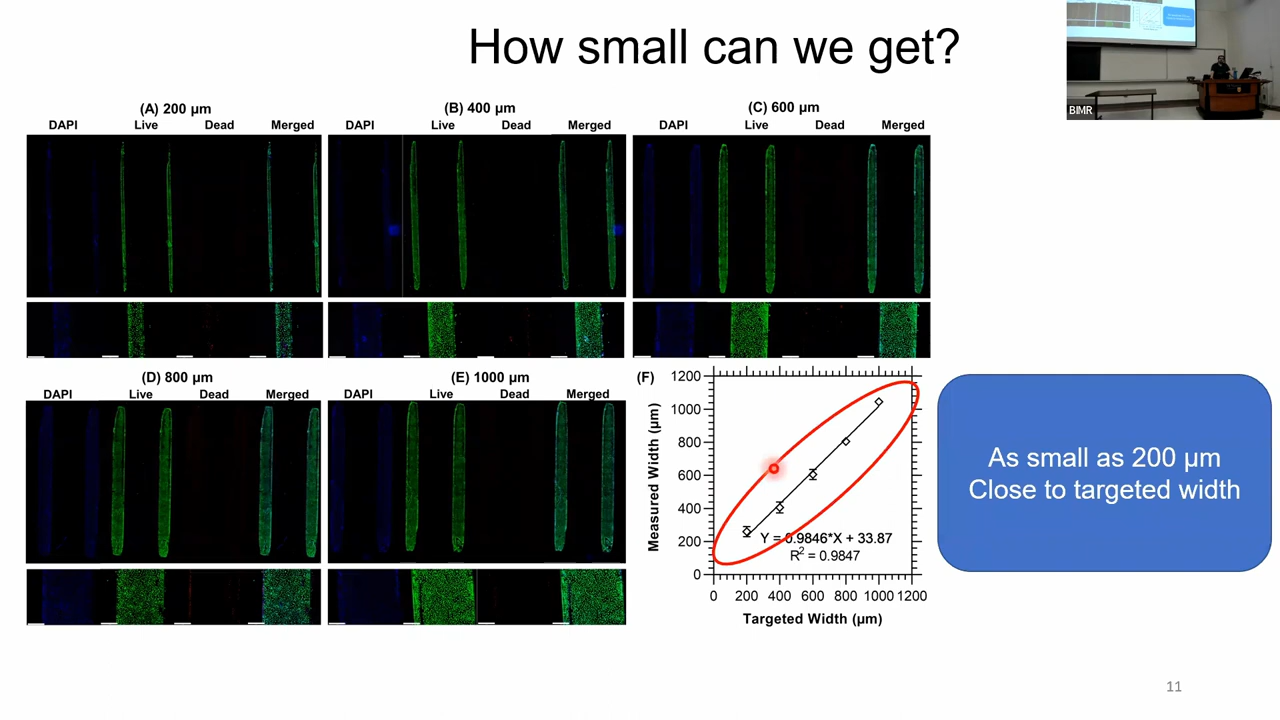 How small can we get?
BIMR
(A) 200 µm
DAPI Live Dead Merged
(B) 400 µm
DAPI Live Dead Merged
(C) 600 µm
DAPI Live Dead Merged
(D) 800 µm
DAPI Live Dead Merged
(E) 1000 µm
DAPI Live Dead Merged
(F)
Measured Width (µm)
1200
1000
800
600
400
200
0
Y = 0.9846*X + 33.87
R² = 0.9847
0 200 400 600 800 1000 1200
Targeted Width (µm)
As small as 200 µm
Close to targeted width
11